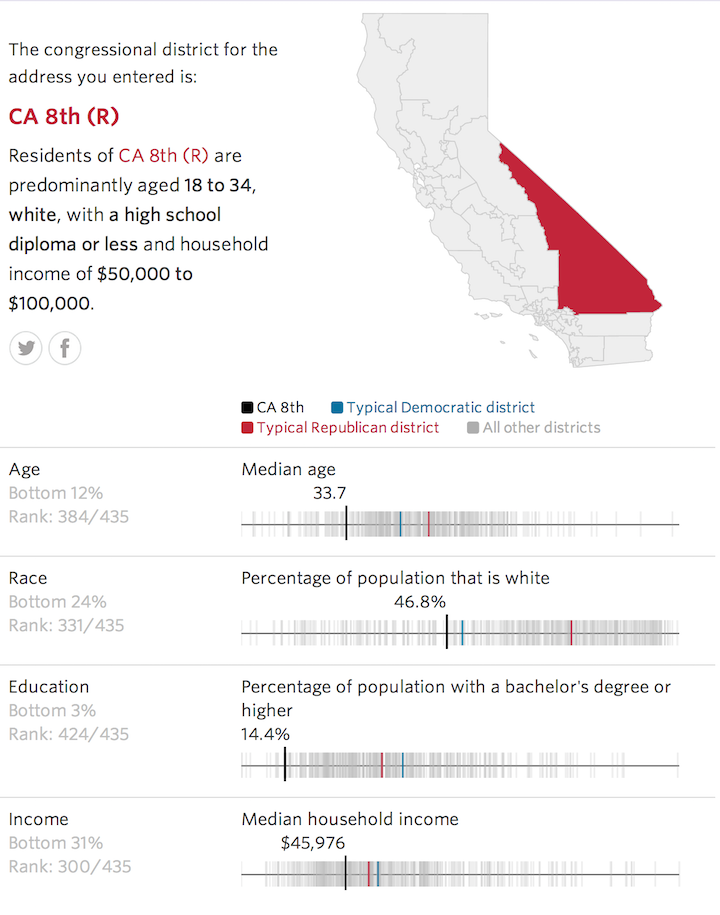 The congressional district for the
address you entered is:
CA 8th (R)
Residents of CA 8th (R) are
predominantly aged 18 to 34,
white, with a high school
diploma or less and household
income of $50,000 to
$100,000.
CA 8th
Typical Democratic district
Typical Republican district
All other districts
Age
Bottom 12%
Rank: 384/435
Median age
33.7
Race
Bottom 24%
Rank: 331/435
Percentage of population that is white
46.8%
Education
Bottom 3%
Rank: 424/435
Percentage of population with a bachelor's degree or
higher
14.4%
Income
Bottom 31%
Rank: 300/435
Median household income
$45,976